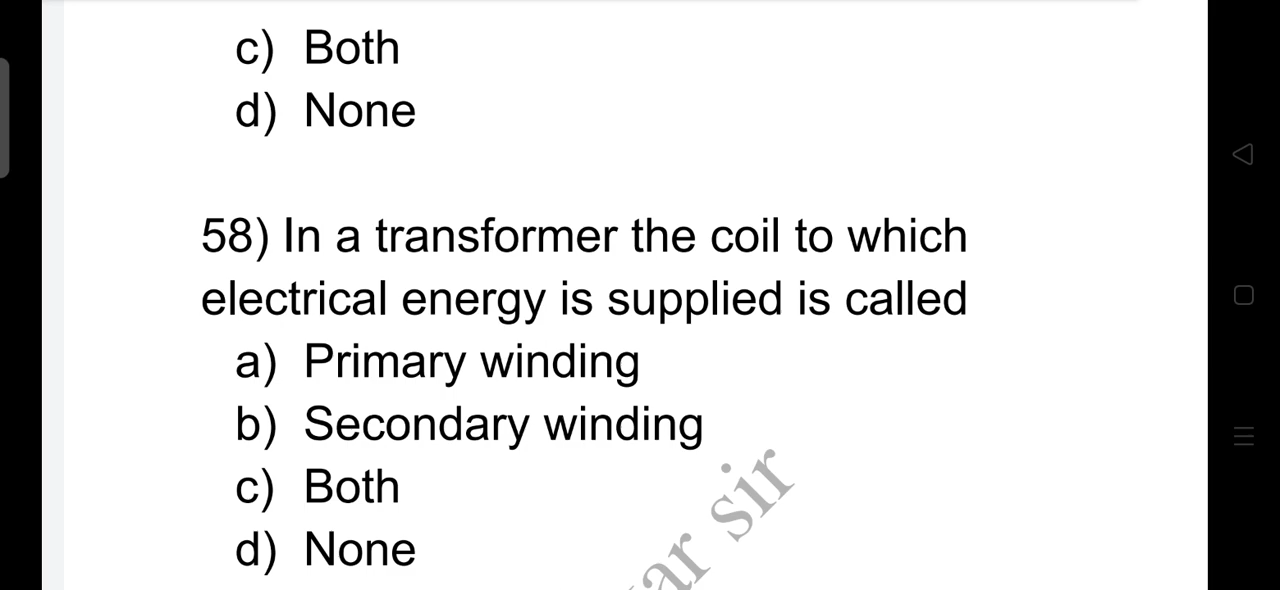 c) Both
d) None
58) In a transformer the coil to which
electrical energy is supplied is called
a) Primary winding
b) Secondary winding
c) Both
d) None
sir